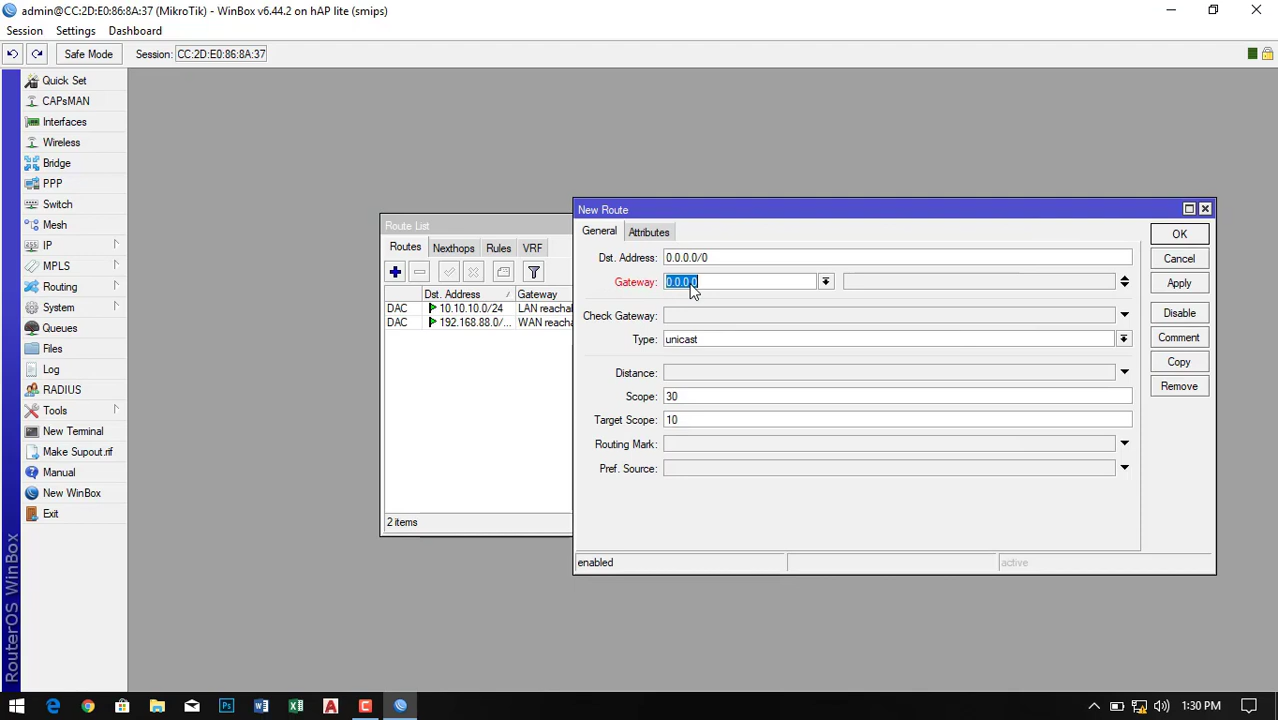 admin@CC:2D:E0:86:8A:37 (MikroTik) - WinBox v6.44.2 on hAP lite (smips)
Session Settings Dashboard
Safe Mode Session: CC:2D:E0:86:8A:37
Quick Set
CAPsMAN
Interfaces
Wireless
Bridge
PPP
Switch
Mesh
IP
MPLS
Routing
System
Queues
Files
Log
RADIUS
Tools
New Terminal
Make Supout.rif
Manual
New WinBox
Exit
RouterOS WinBox
Route List
Routes Nexthops Rules VRF
Dst. Address / Gateway
DAC 10.10.10.0/24 LAN reachal
DAC 192.168.88.0/... WAN reacha
2 items
New Route
General Attributes
Dst. Address: 0.0.0.0/0
Gateway: 0.0.0.0
Check Gateway:
Type: unicast
Distance:
Scope: 30
Target Scope: 10
Routing Mark:
Pref. Source:
enabled active
OK
Cancel
Apply
Disable
Comment
Copy
Remove
1:30 PM